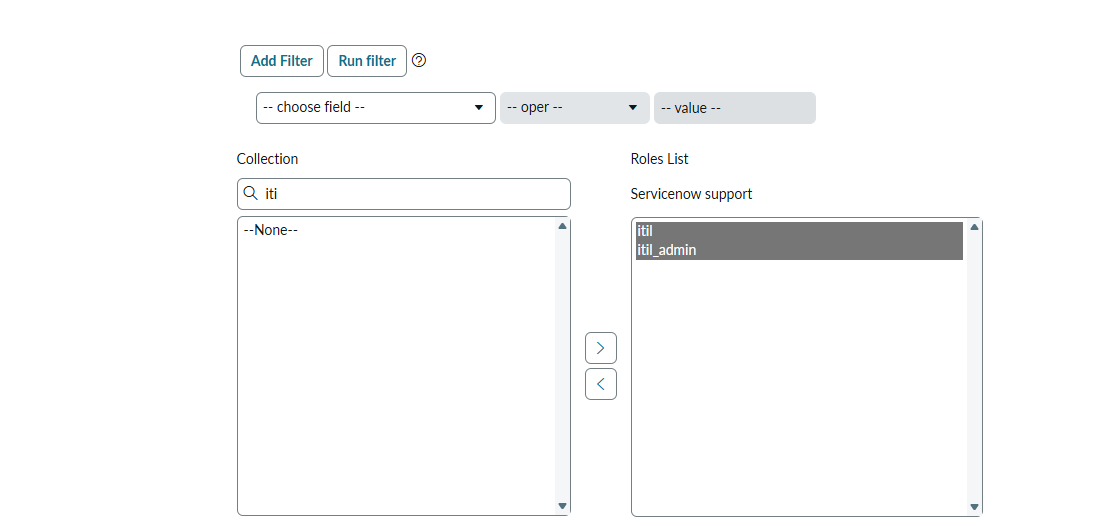 Add Filter Run filter ?
-- choose field -- -- oper -- -- value --
Collection
Roles List
iti
Servicenow support
--None--
itil
itil_admin